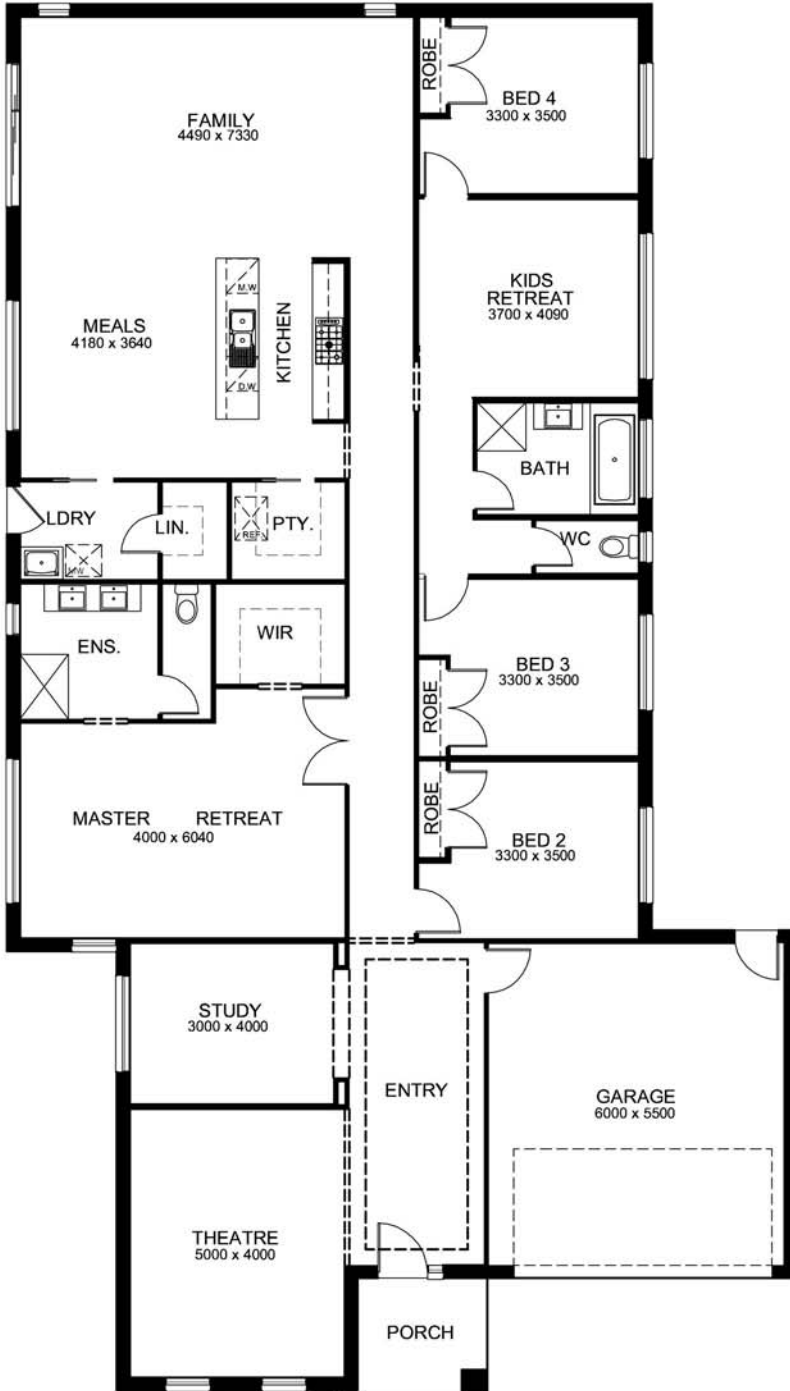 ROBE
BED 4
3300 x 3500
FAMILY
4490 x 7330
KIDS
RETREAT
3700 x 4090
M.W
KITCHEN
MEALS
4180 x 3640
D.W
BATH
LDRY
LIN.
REF
PTY.
WC
ENS.
WIR
BED 3
3300 x 3500
ROBE
MASTER RETREAT
4000 x 6040
ROBE
BED 2
3300 x 3500
STUDY
3000 x 4000
ENTRY
GARAGE
6000 x 5500
THEATRE
5000 x 4000
PORCH